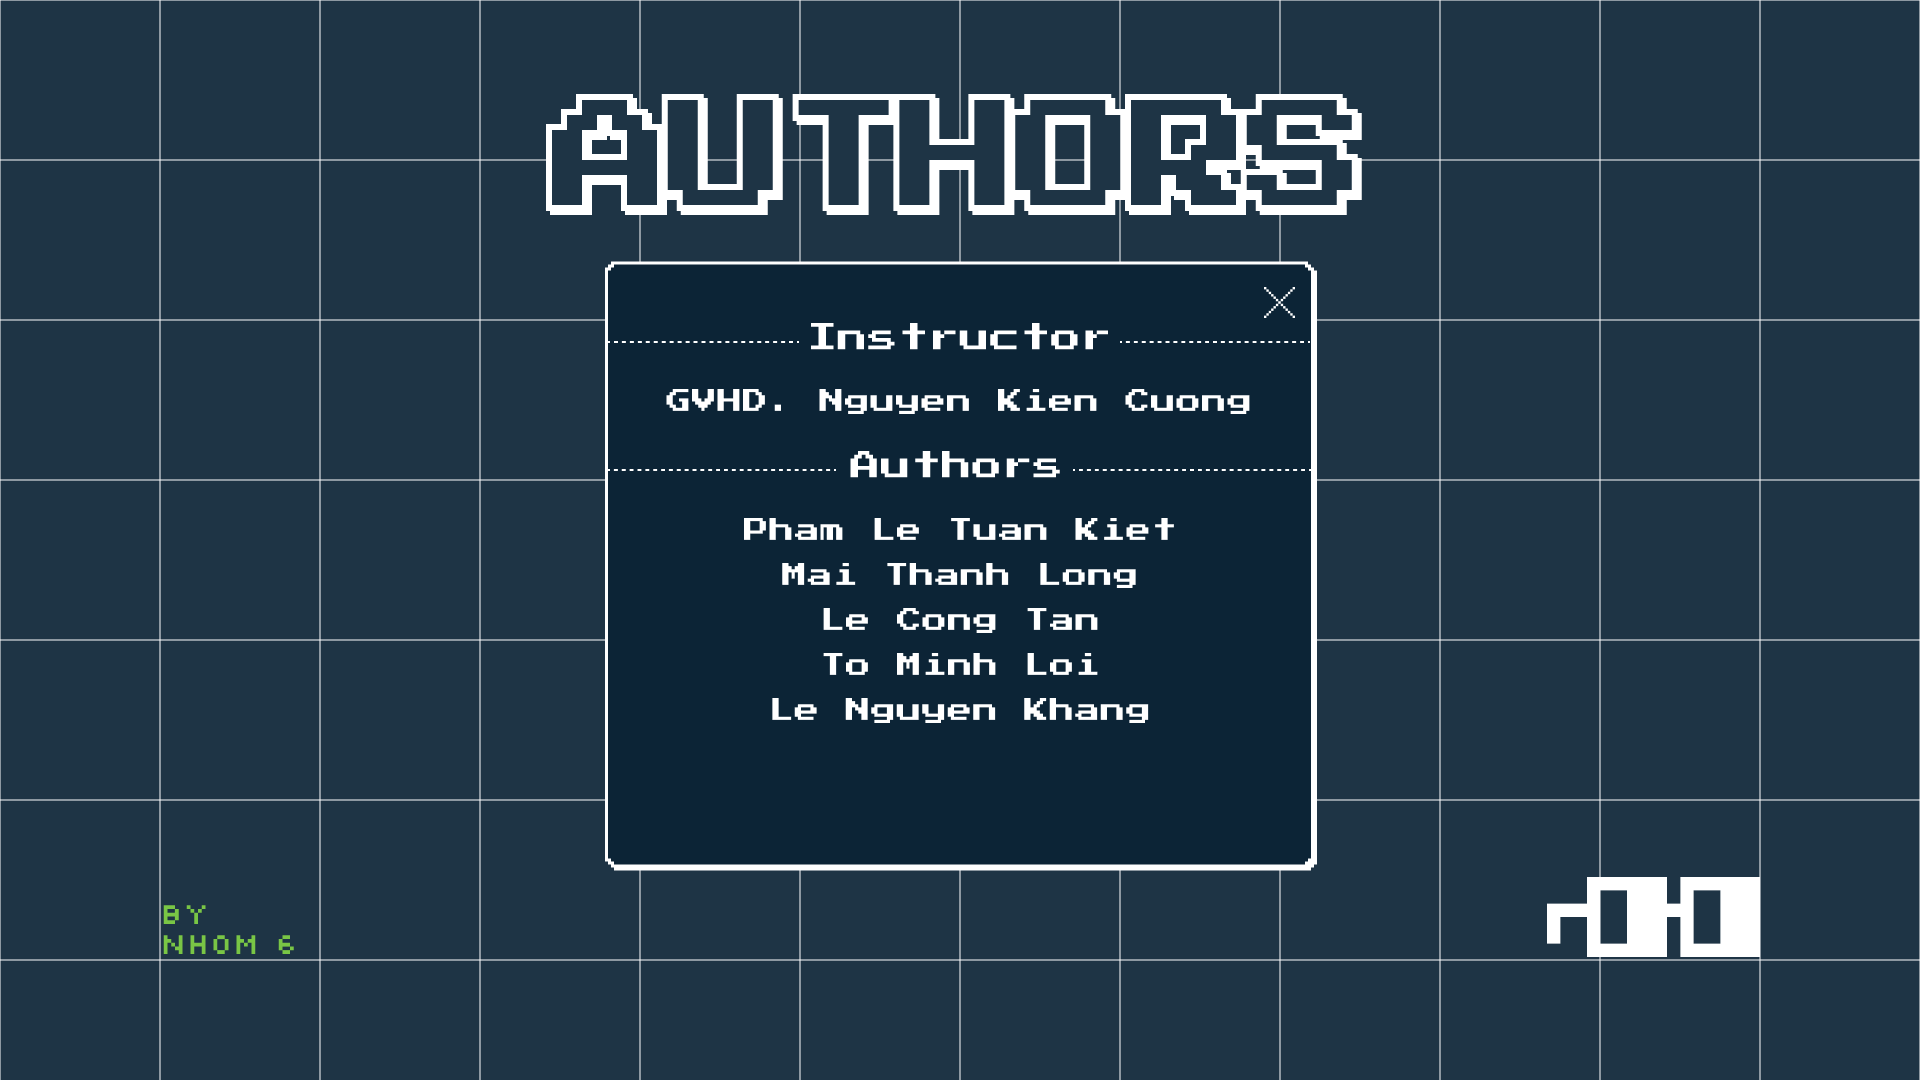 AUTHORS
Instructor
GVHD. Nguyen Kien Cuong
Authors
Pham Le Tuan Kiet
Mai Thanh Long
Le Cong Tan
To Minh Loi
Le Nguyen Khang
BY
NHOM 6